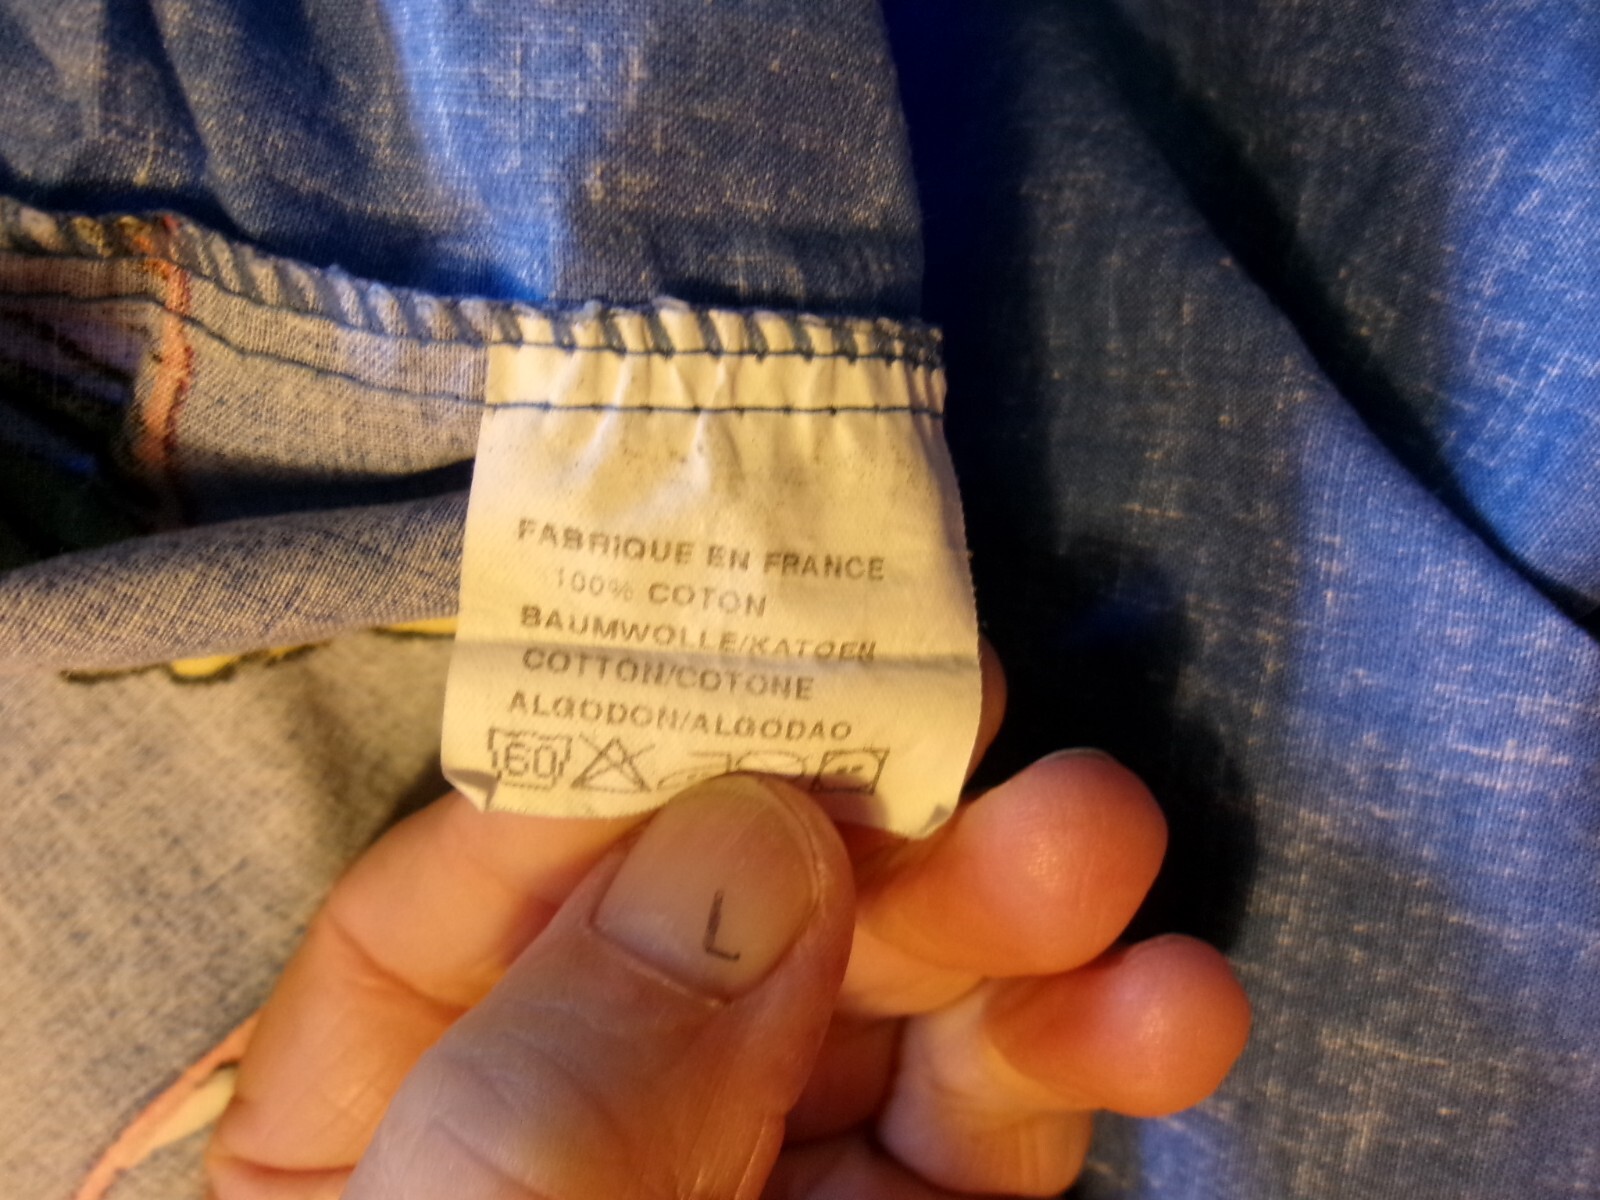 FABRIQUE EN FRANCE
100% COTON
BAUMWOLLE/KATOEN
COTTON/COTONE
ALGODON/ALGODAO
60
L